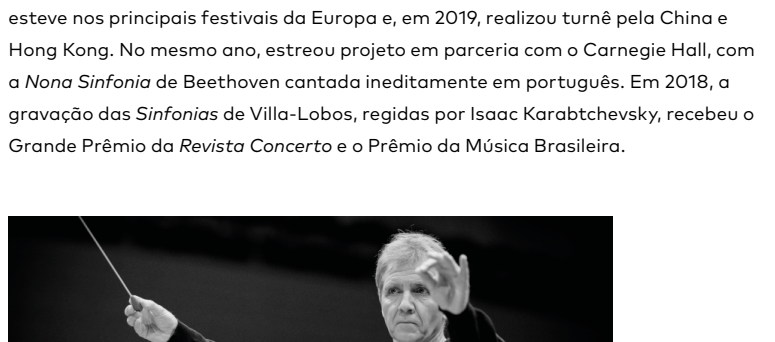 esteve nos principais festivais da Europa e, em 2019, realizou turnê pela China e
Hong Kong. No mesmo ano, estreou projeto em parceria com o Carnegie Hall, com
a Nona Sinfonia de Beethoven cantada ineditamente em português. Em 2018, a
gravação das Sinfonias de Villa-Lobos, regidas por Isaac Karabtchevsky, recebeu o
Grande Prêmio da Revista Concerto e o Prêmio da Música Brasileira.